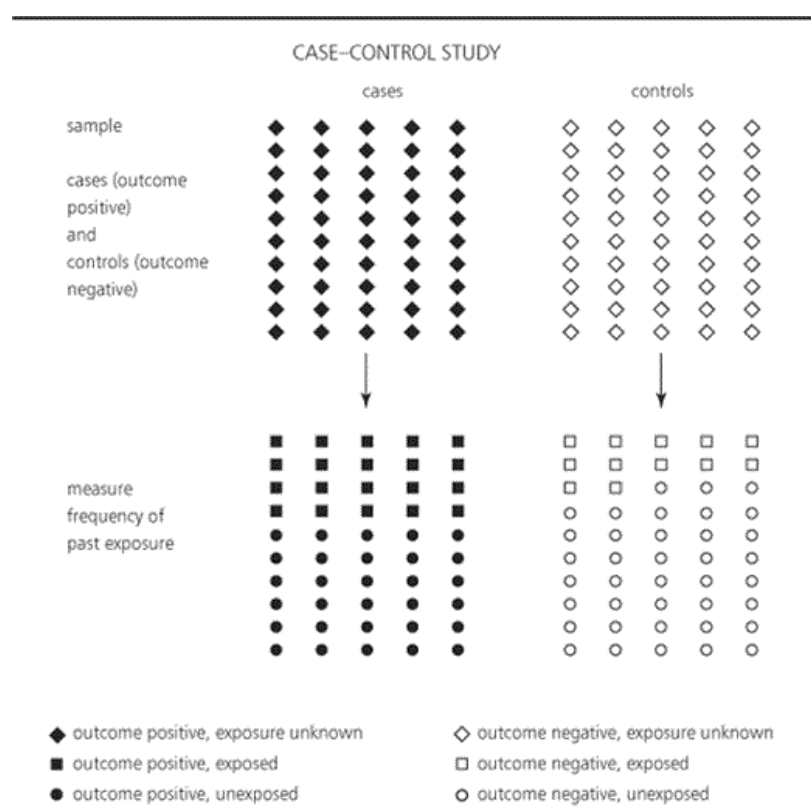 CASE–CONTROL STUDY
cases
controls
sample
cases (outcome
positive)
and
controls (outcome
negative)
measure
frequency of
past exposure
outcome positive, exposure unknown
outcome negative, exposure unknown
outcome positive, exposed
outcome negative, exposed
outcome positive, unexposed
outcome negative, unexposed